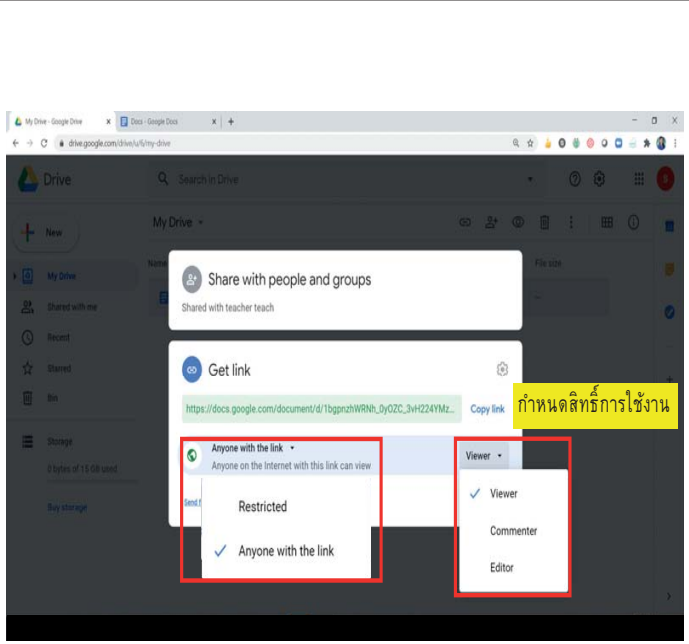 My Drive - Google Drive
Docs - Google Docs
drive.google.com/drive/u/6/my-drive
Drive
Search in Drive
New
My Drive
Name
File size
My Drive
Shared with me
Recent
Starred
Bin
Storage
0 bytes of 15 GB used
Buy storage
Share with people and groups
Shared with teacher teach
Get link
https://docs.google.com/document/d/1bgpnzhWRNh_0yOZC_3vH224YMz...
Copy link
กำหนดสิทธิ์การใช้งาน
Anyone with the link
Anyone on the Internet with this link can view
Viewer
Send f
Restricted
Anyone with the link
Viewer
Commenter
Editor